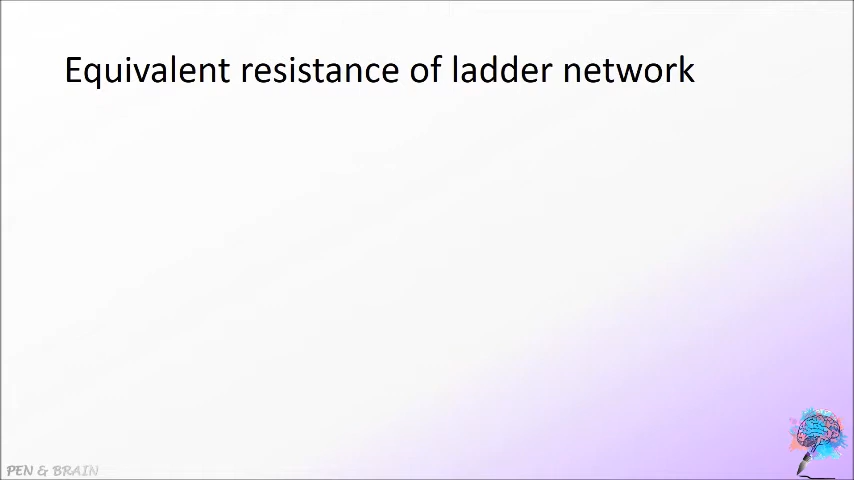 Equivalent resistance of ladder network
PEN & BRAIN